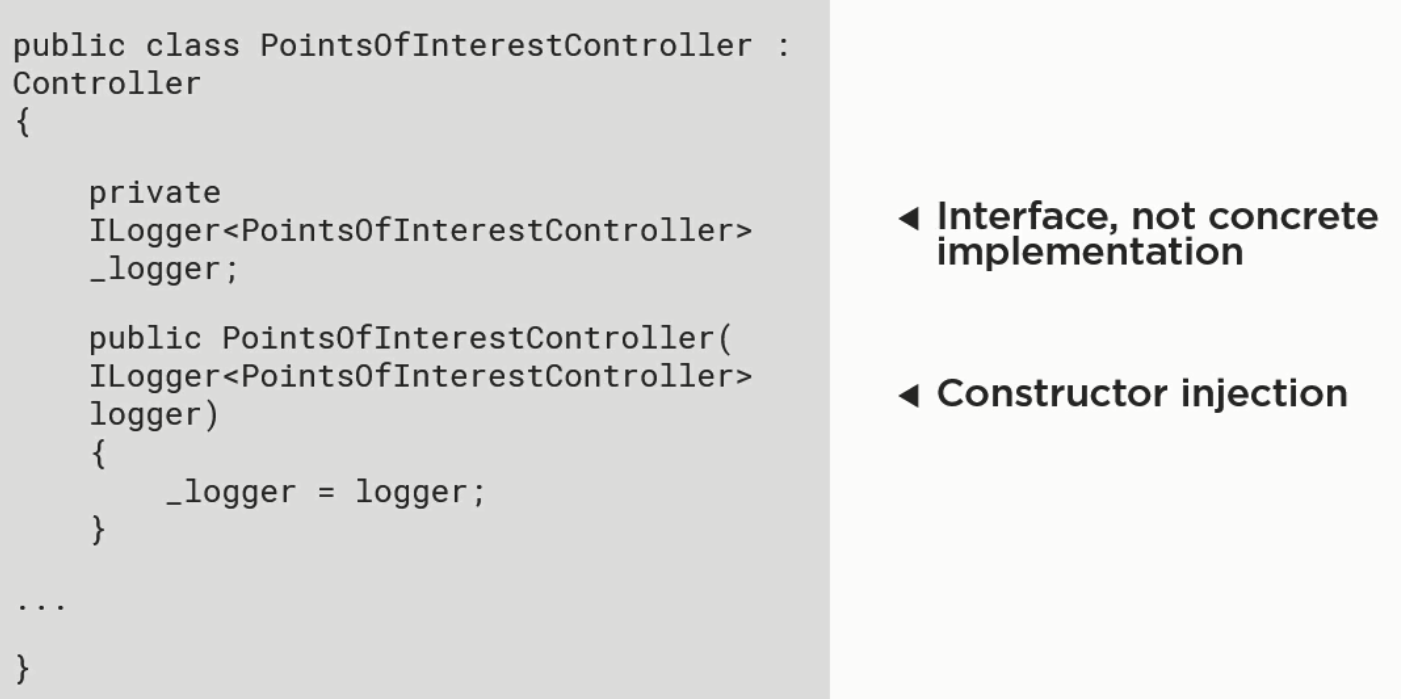 public class PointsOfInterestController :
Controller
{
    private
    ILogger<PointsOfInterestController>
    _logger;
    public PointsOfInterestController(
    ILogger<PointsOfInterestController>
    logger)
    {
        _logger = logger;
    }
...
}
Interface, not concrete
implementation
Constructor injection